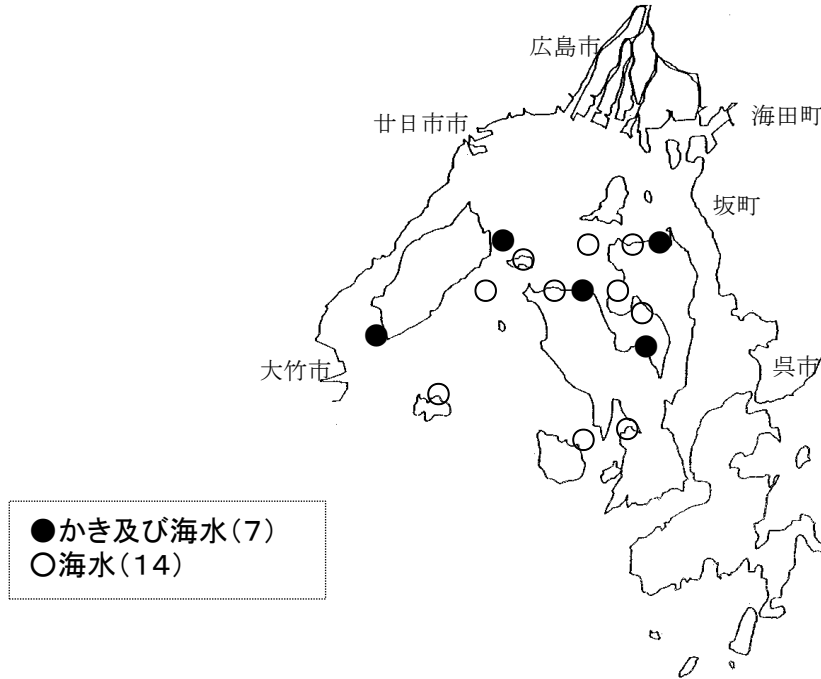 広島市
廿日市市
海田町
坂町
大竹市
呉市
●かき及び海水(7)
○海水(14)